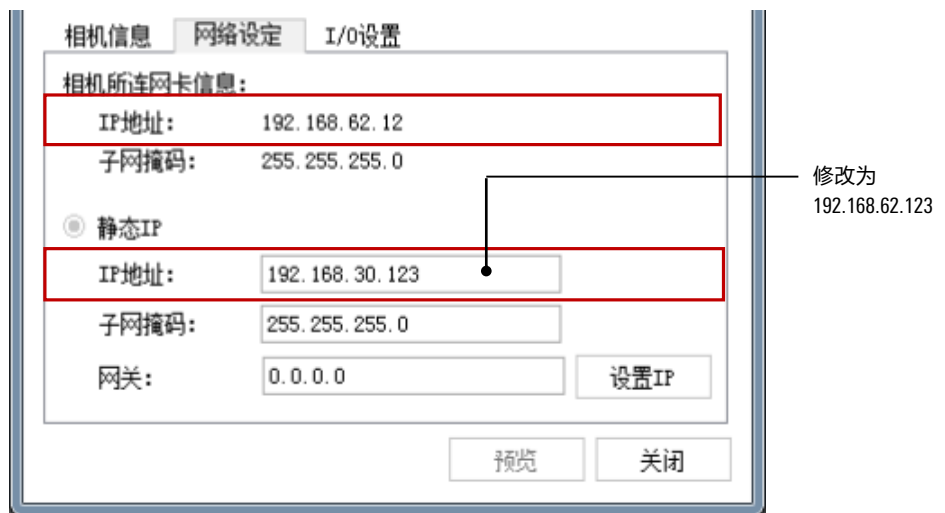 相机信息 网络设定 I/O设置
相机所连网卡信息：
IP地址： 192.168.62.12
子网掩码： 255.255.255.0
修改为
192.168.62.123
静态IP
IP地址： 192.168.30.123
子网掩码： 255.255.255.0
网关： 0.0.0.0 设置IP
预览 关闭